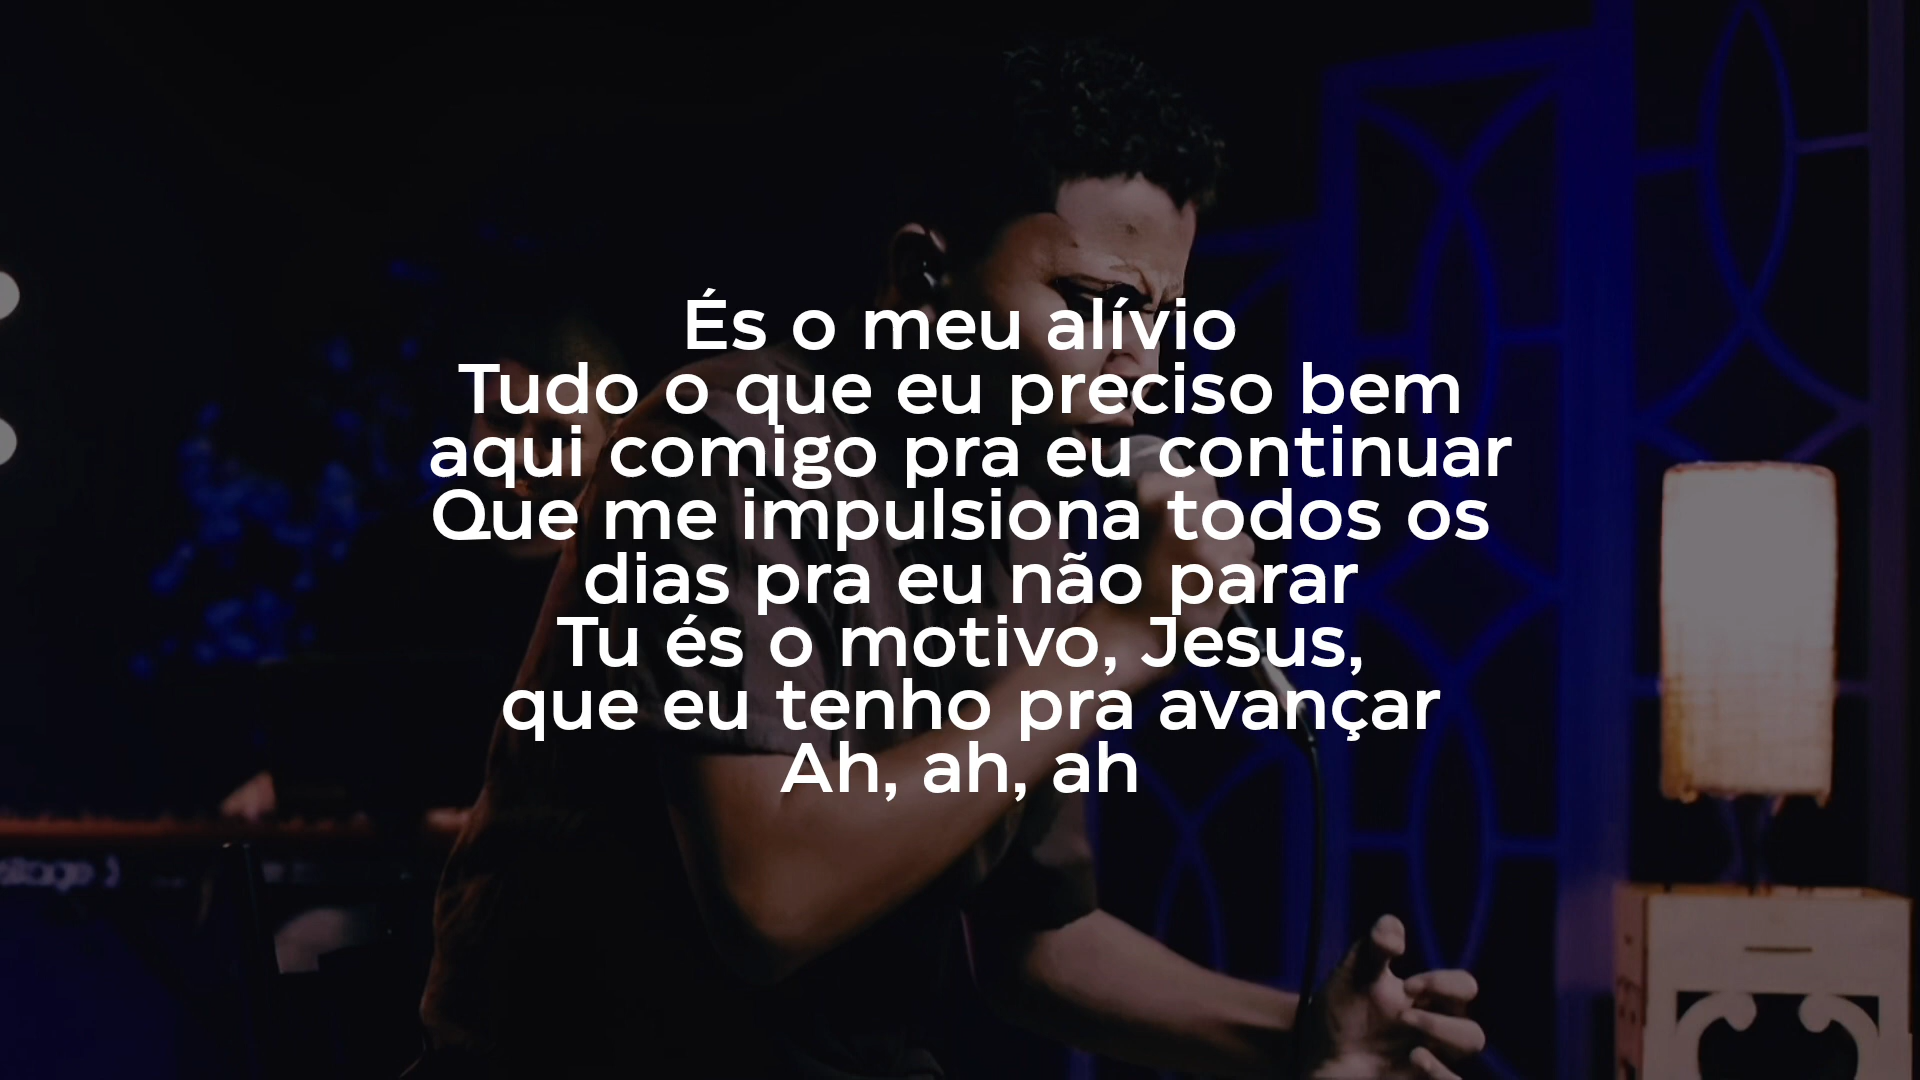 És o meu alívio
Tudo o que eu preciso bem
aqui comigo pra eu continuar
Que me impulsiona todos os
dias pra eu não parar
Tu és o motivo, Jesus,
que eu tenho pra avançar
Ah, ah, ah
stage